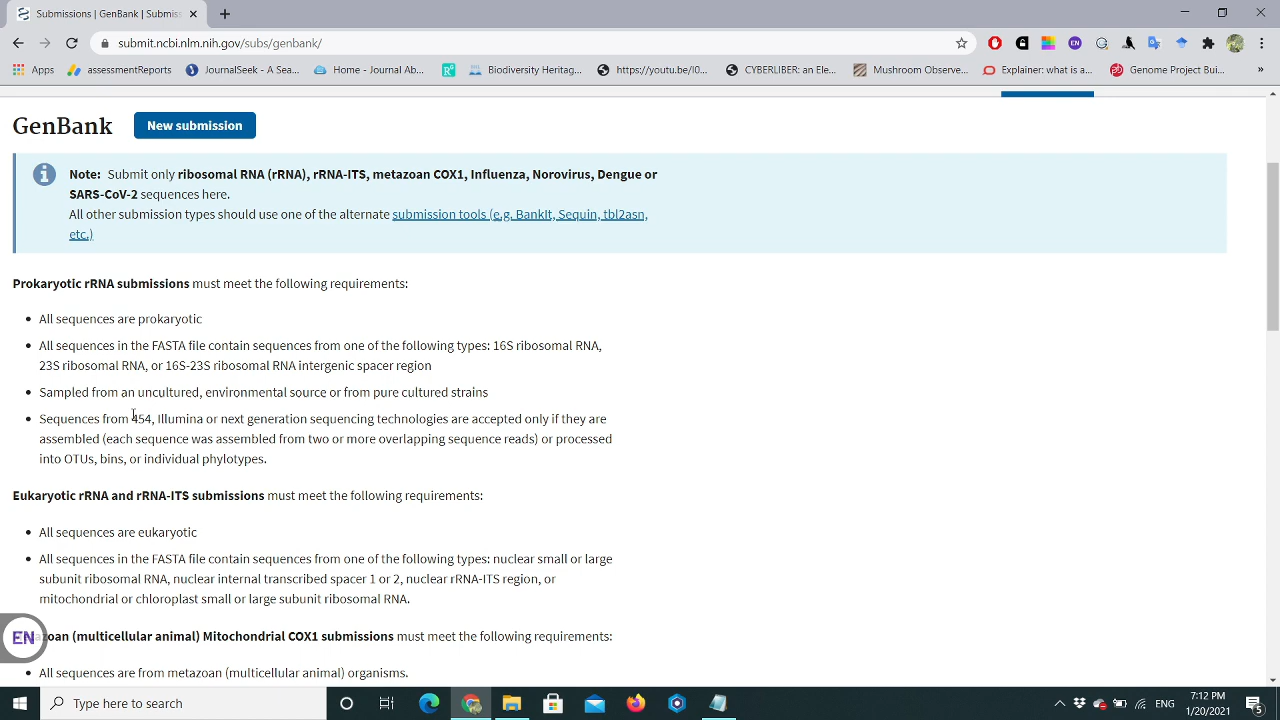 Submissions | GenBank | Submiss
submit.ncbi.nlm.nih.gov/subs/genbank/
Apps assessmentReports JournalSeek - A Sea... Home - Journal Ab... Biodiversity Heritag... https://youtu.be/I0... CYBERLIBER: an Ele... Mushroom Observe... Explainer: what is a... Genome Project Bui... »
GenBank New submission
Note: Submit only ribosomal RNA (rRNA), rRNA-ITS, metazoan COX1, Influenza, Norovirus, Dengue or
SARS-CoV-2 sequences here.
All other submission types should use one of the alternate submission tools (e.g. BankIt, Sequin, tbl2asn,
etc.)
Prokaryotic rRNA submissions must meet the following requirements:
• All sequences are prokaryotic
• All sequences in the FASTA file contain sequences from one of the following types: 16S ribosomal RNA,
23S ribosomal RNA, or 16S-23S ribosomal RNA intergenic spacer region
• Sampled from an uncultured, environmental source or from pure cultured strains
• Sequences from 454, Illumina or next generation sequencing technologies are accepted only if they are
assembled (each sequence was assembled from two or more overlapping sequence reads) or processed
into OTUs, bins, or individual phylotypes.
Eukaryotic rRNA and rRNA-ITS submissions must meet the following requirements:
• All sequences are eukaryotic
• All sequences in the FASTA file contain sequences from one of the following types: nuclear small or large
subunit ribosomal RNA, nuclear internal transcribed spacer 1 or 2, nuclear rRNA-ITS region, or
mitochondrial or chloroplast small or large subunit ribosomal RNA.
EN
zoan (multicellular animal) Mitochondrial COX1 submissions must meet the following requirements:
• All sequences are from metazoan (multicellular animal) organisms.
Type here to search
ENG
7:12 PM
1/20/2021
5